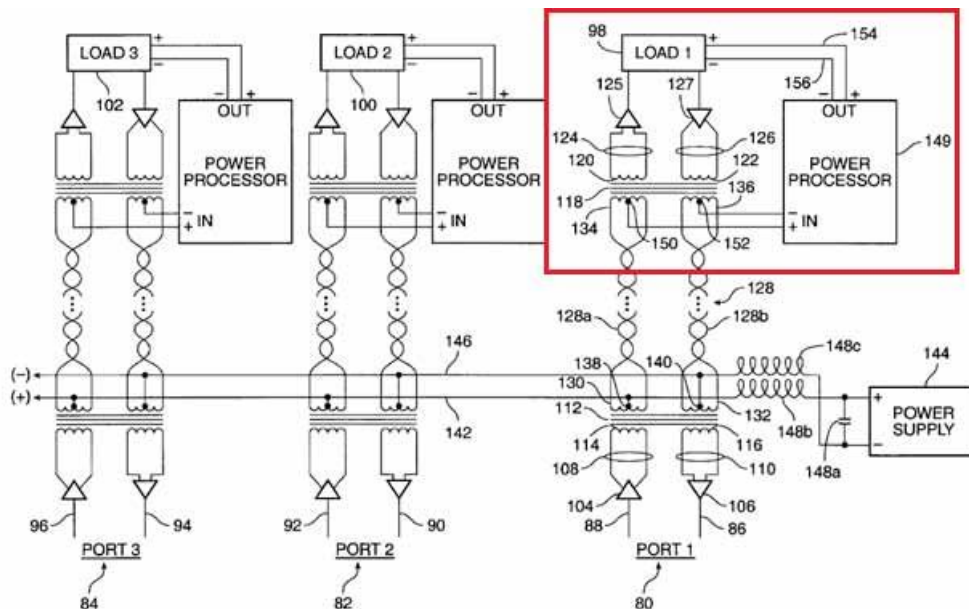 LOAD 3
+
−
102
− +
OUT
POWER
PROCESSOR
−
+ IN
LOAD 2
+
−
100
− +
OUT
POWER
PROCESSOR
−
+ IN
98
LOAD 1
+
−
154
156
125
127
− +
OUT
124
126
149
120
122
POWER
PROCESSOR
118
136
−
+ IN
134
150
152
128
128a
128b
146
148c
144
(−)
138
140
(+)
130
132
112
+
POWER
SUPPLY
−
142
114
116
148b
148a
108
110
104
106
96
94
92
90
88
86
PORT 3
PORT 2
PORT 1
84
82
80